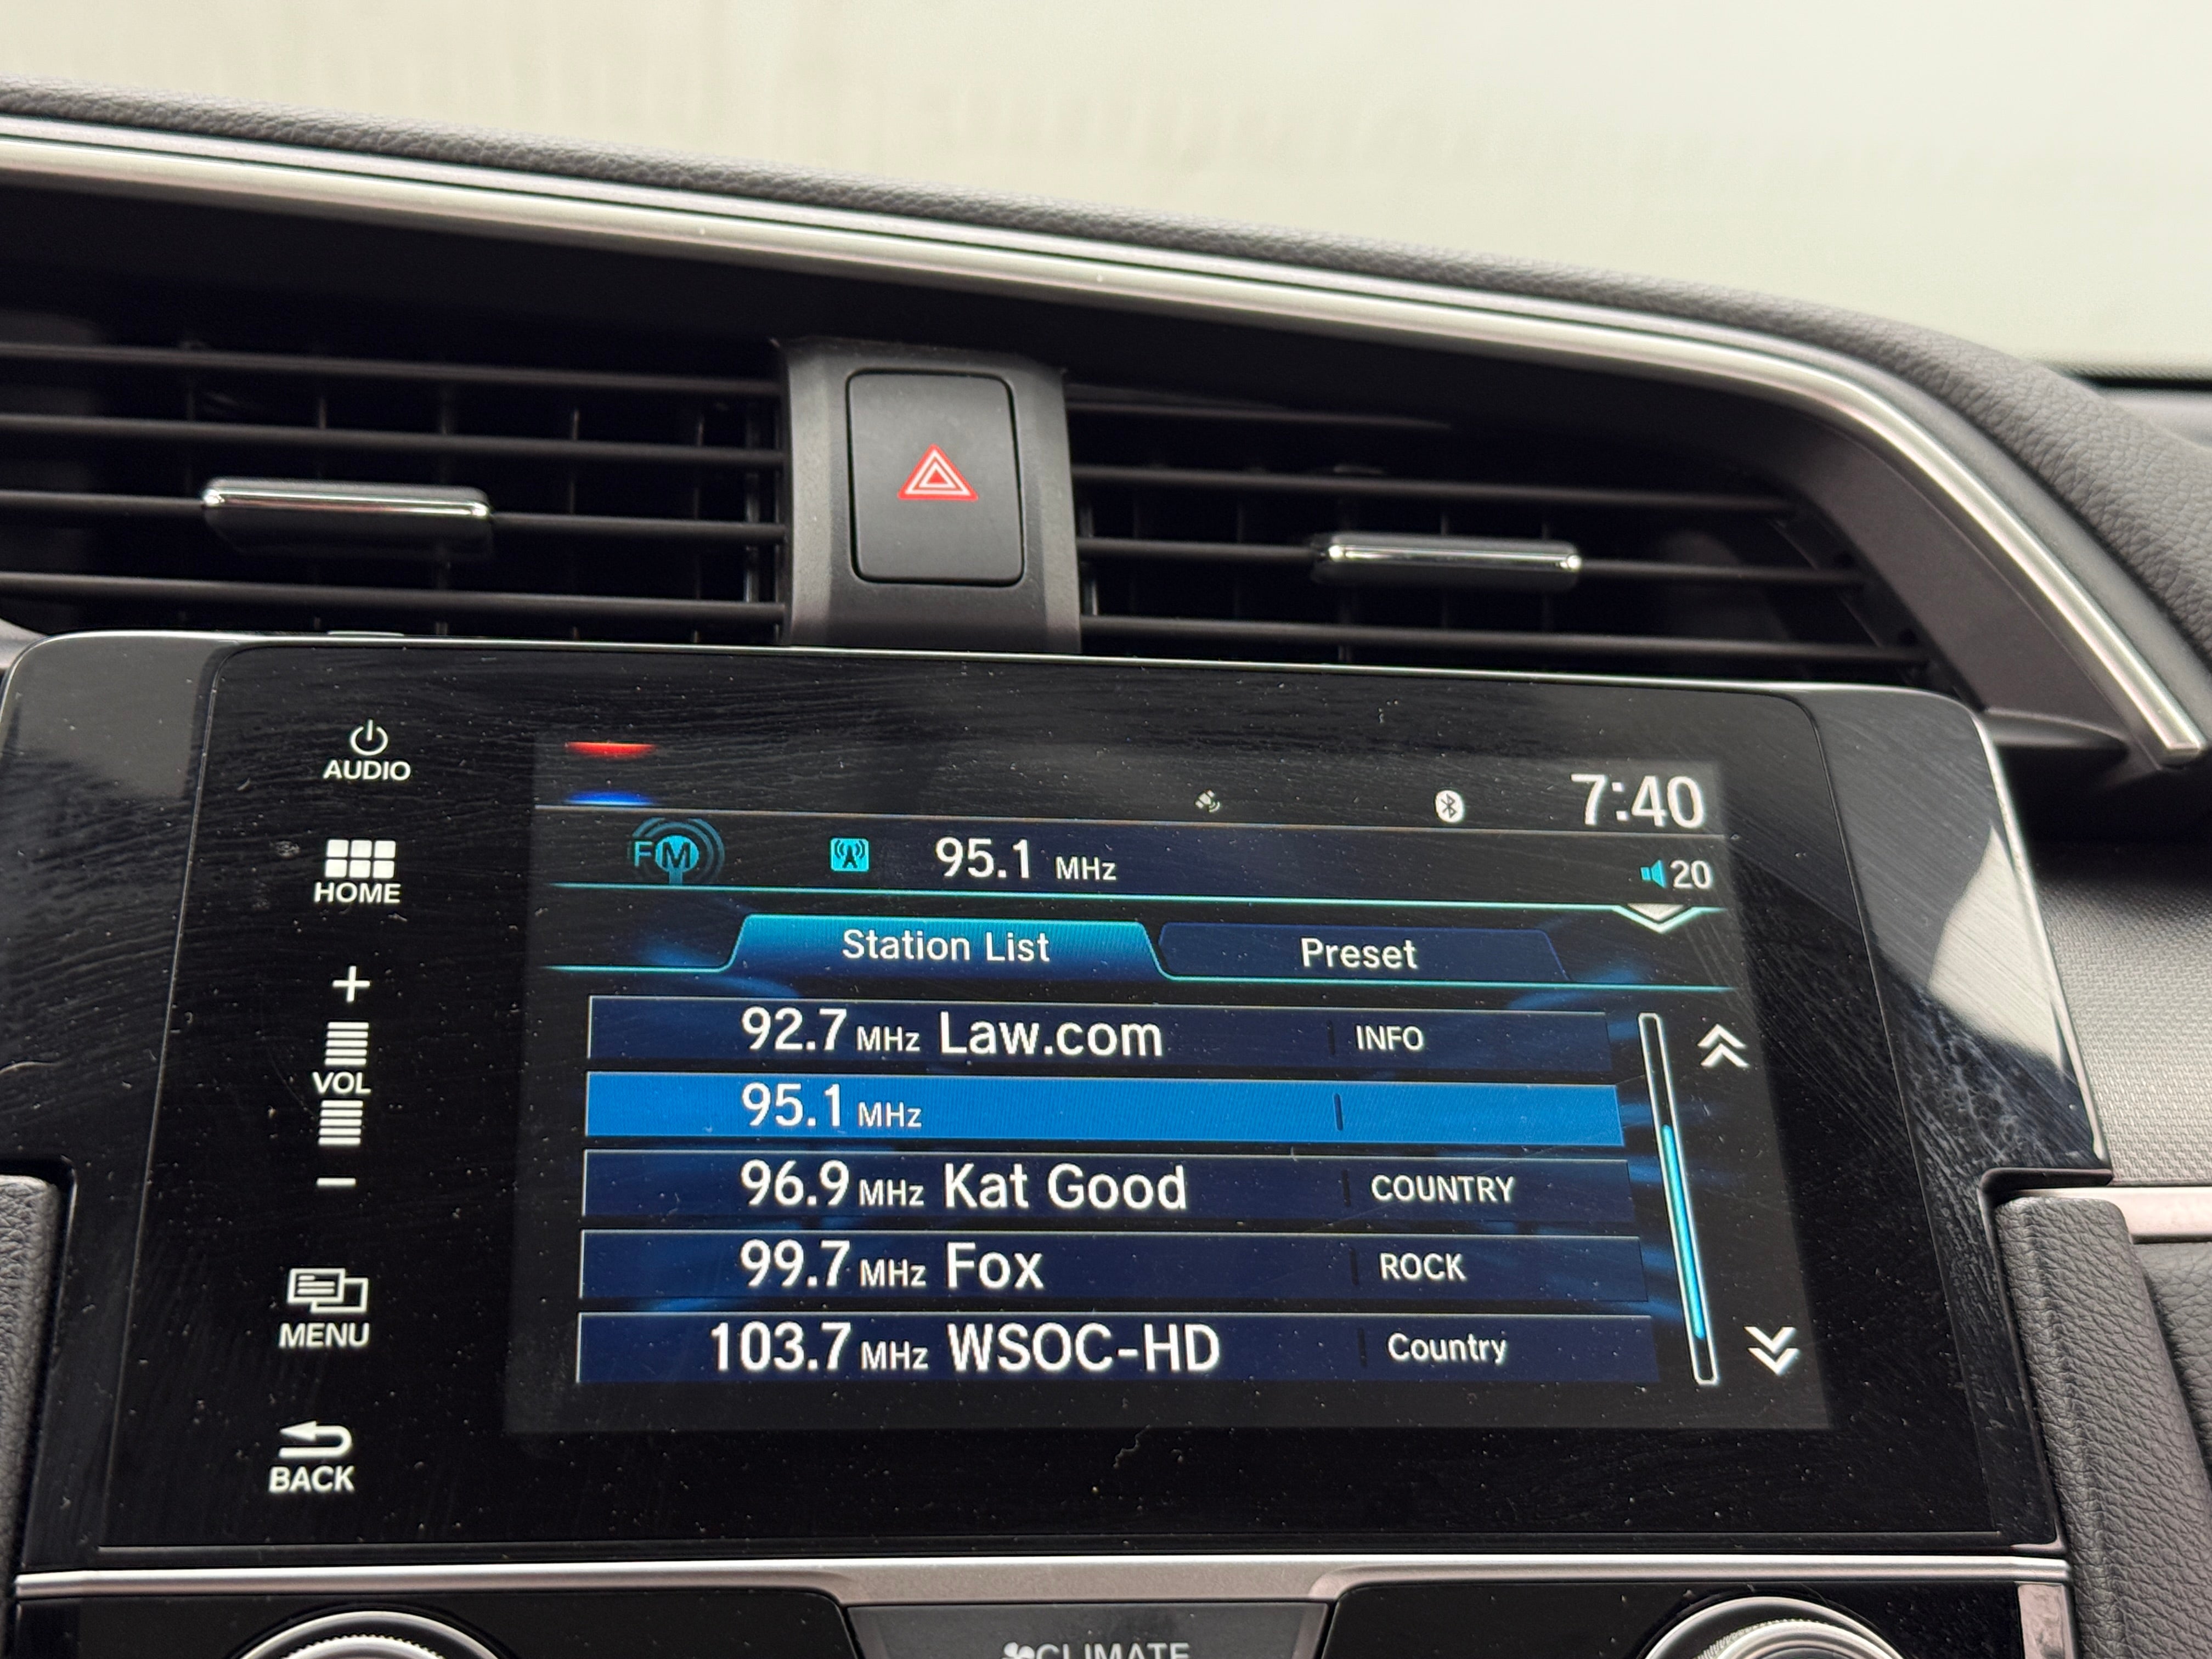 AUDIO
7:40
FM 95.1 MHz
20
HOME
Station List Preset
+
92.7 MHz Law.com INFO
VOL
95.1 MHz
-
96.9 MHz Kat Good COUNTRY
99.7 MHz Fox ROCK
MENU
103.7 MHz WSOC-HD Country
BACK
CLIMATE